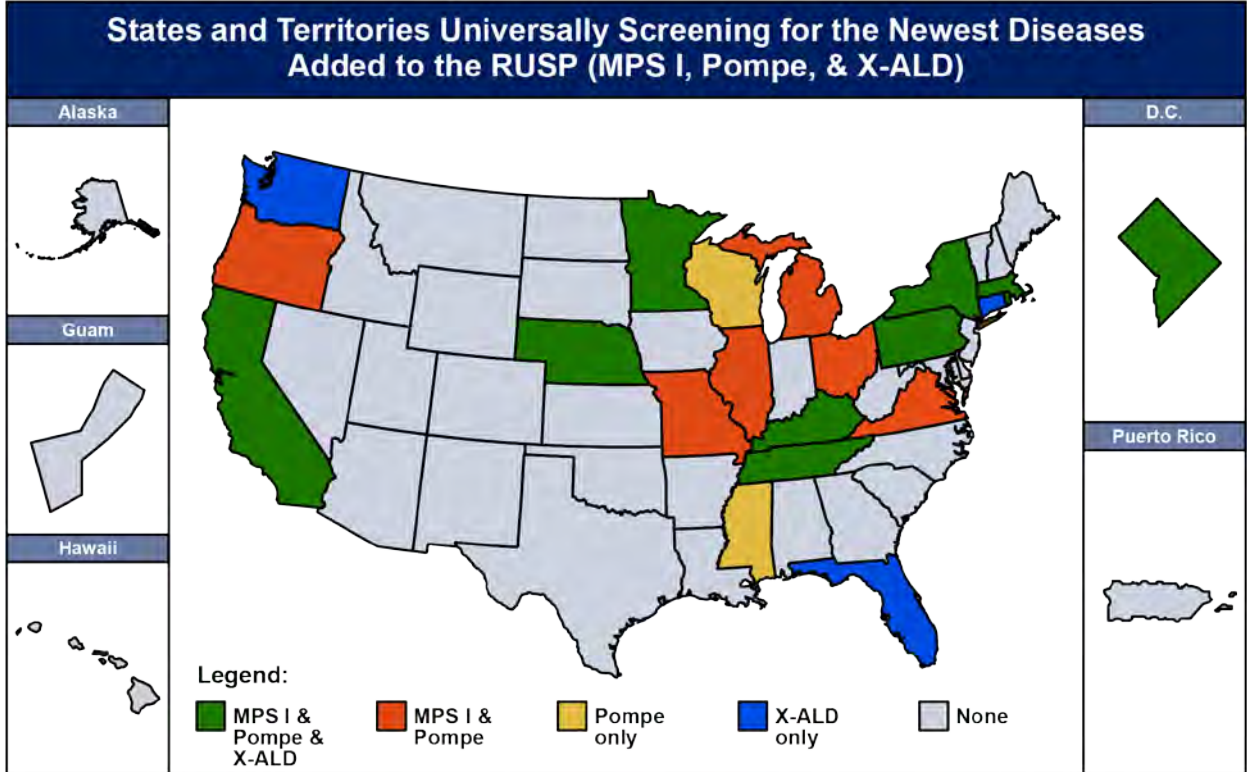 States and Territories Universally Screening for the Newest Diseases
Added to the RUSP (MPS I, Pompe, & X-ALD)
Alaska
D.C.
Guam
Puerto Rico
Hawaii
Legend:
MPS I &
Pompe &
X-ALD
MPS I &
Pompe
Pompe
only
X-ALD
only
None